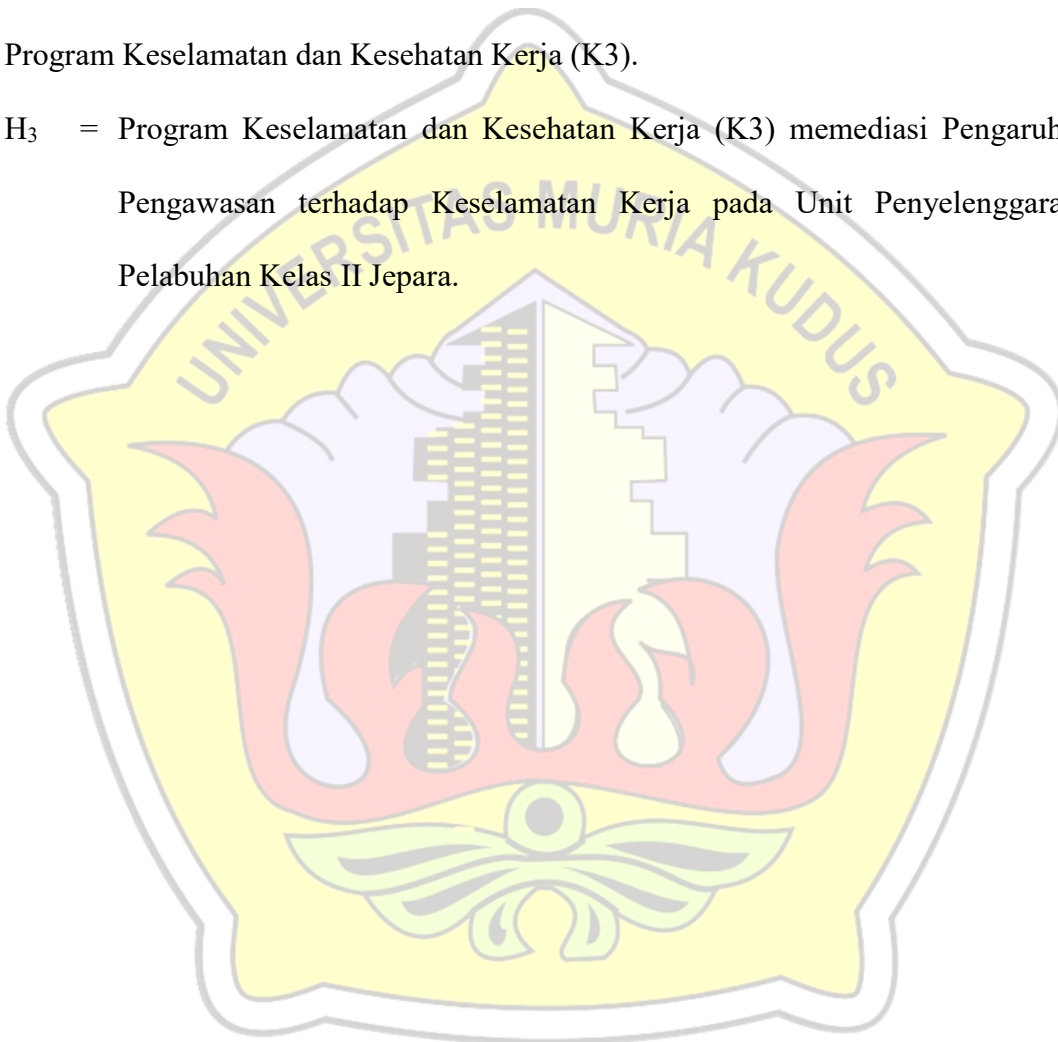 Program Keselamatan dan Kesehatan Kerja (K3).
H₃ = Program Keselamatan dan Kesehatan Kerja (K3) memediasi Pengaruh
Pengawasan terhadap Keselamatan Kerja pada Unit Penyelenggara
Pelabuhan Kelas II Jepara.
UNIVERSITAS MURIA KUDUS